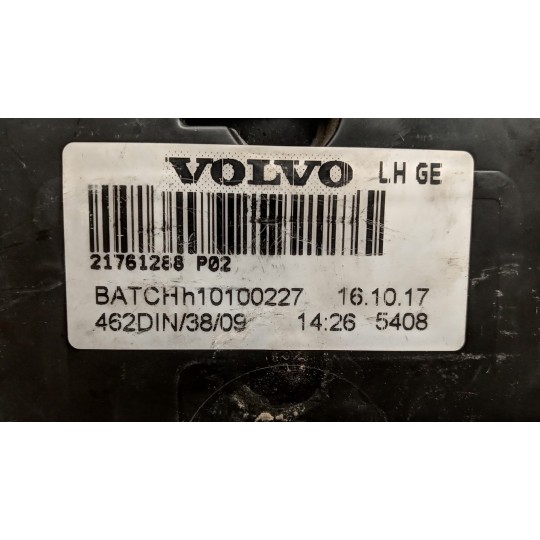 VOLVO LH GE
21761288 P02
BATCHh10100227 16.10.17
462DIN/38/09 14:26 5408